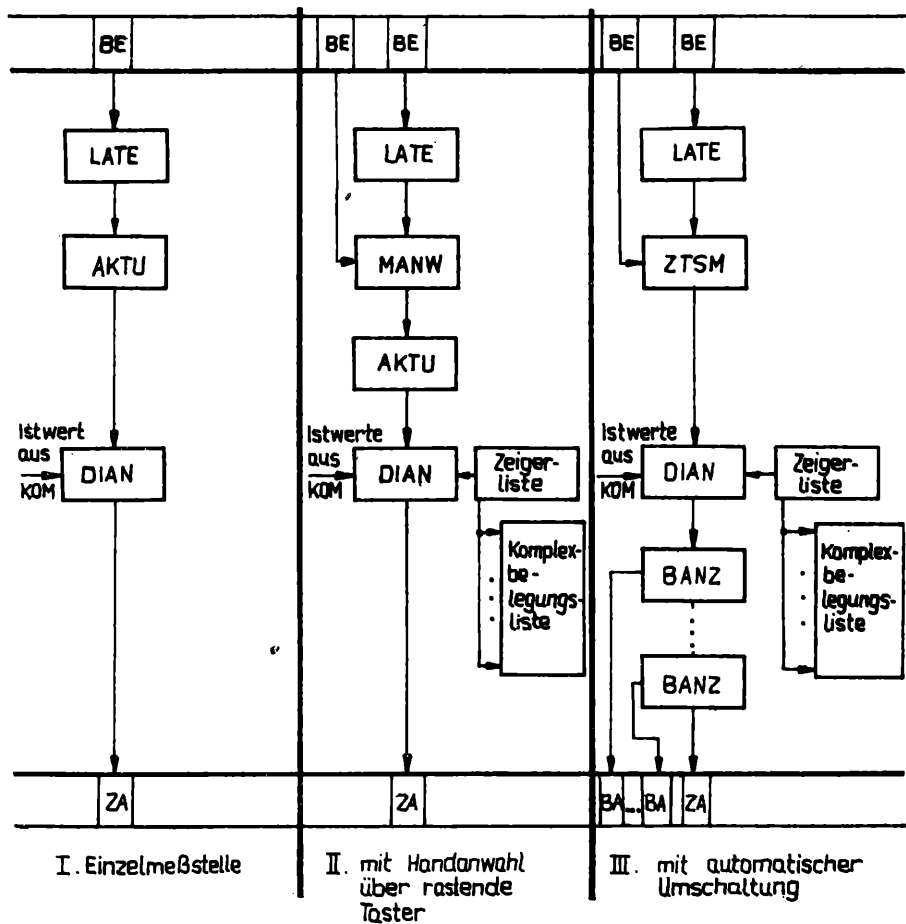 BE
BE BE
BE BE
LATE
LATE
LATE
AKTU
MANW
ZTSM
AKTU
Istwert
aus
KOM
DIAN
Istwerte
aus
KOM
DIAN
Zeiger-
liste
Istwerte
aus
KOM
DIAN
Zeiger-
liste
Komplex-
be-
legungs-
liste
BANZ
Komplex-
be-
legungs-
liste
BANZ
ZA
ZA
BA...BA ZA
I. Einzelmeßstelle
II. mit Handanwahl
über rastende
Taster
III. mit automatischer
Umschaltung